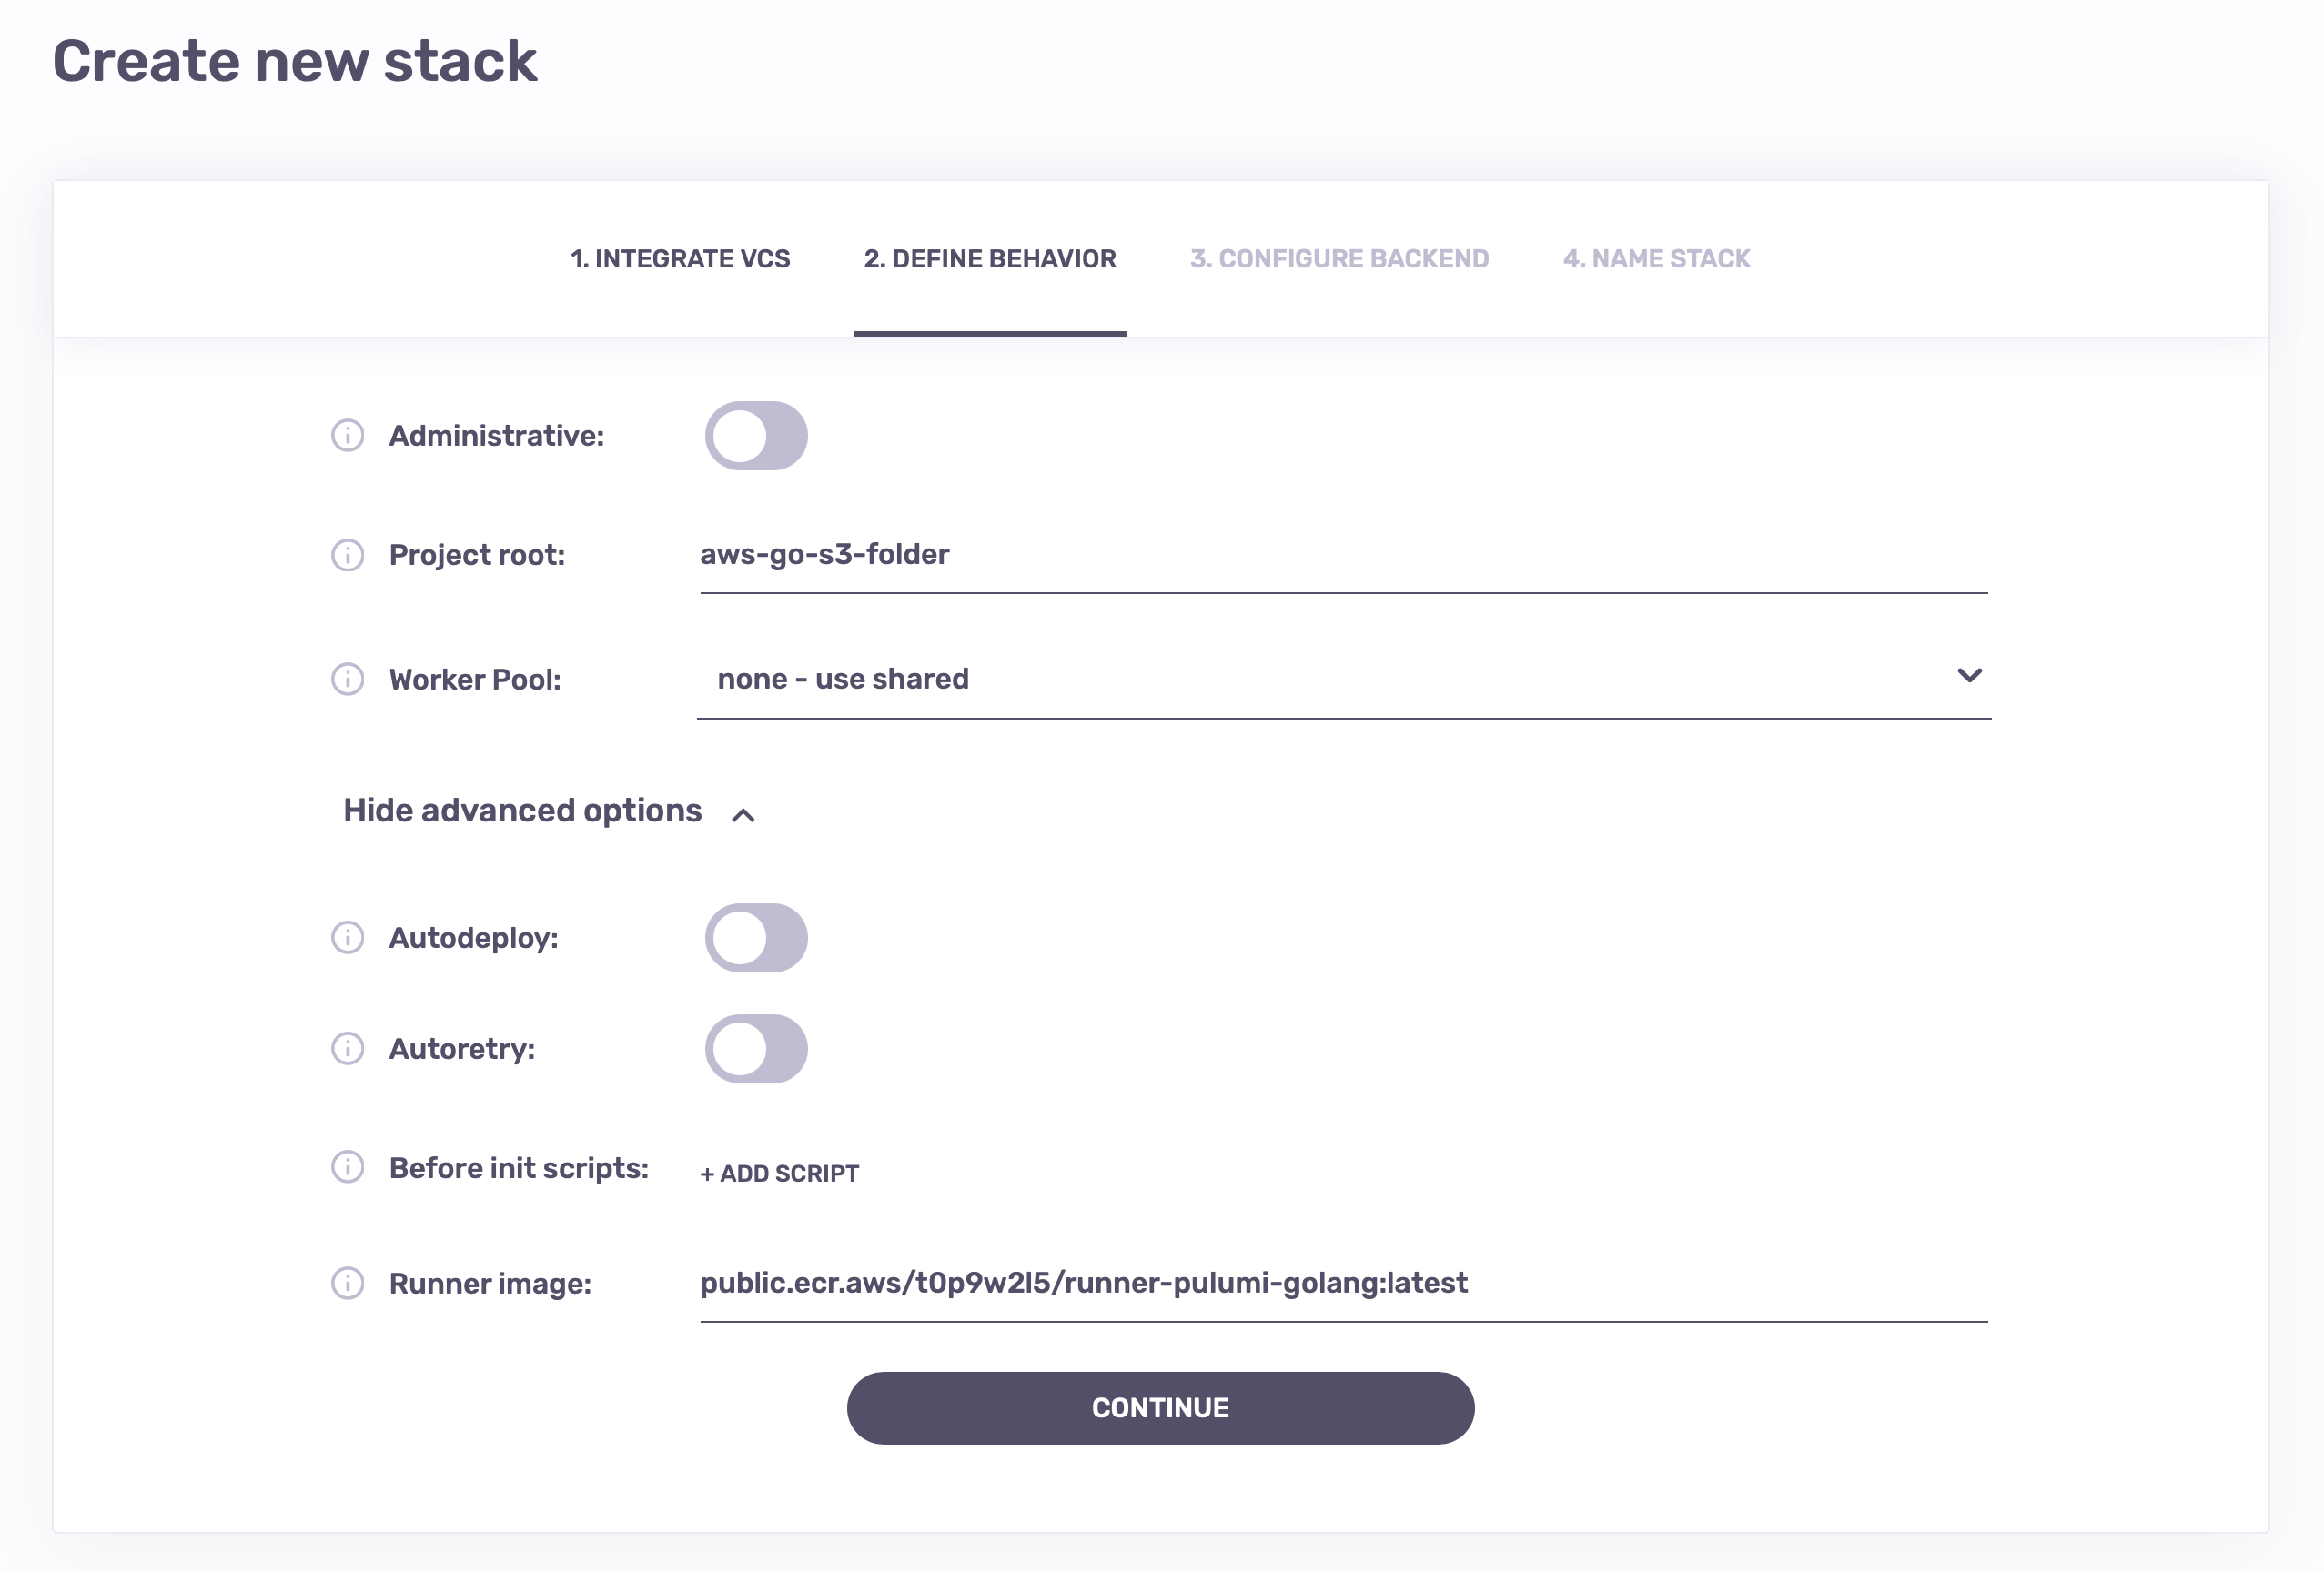 Create new stack
1. INTEGRATE VCS
2. DEFINE BEHAVIOR
3. CONFIGURE BACKEND
4. NAME STACK
Administrative:
Project root: aws-go-s3-folder
Worker Pool: none - use shared
Hide advanced options
Autodeploy:
Autoretry:
Before init scripts: + ADD SCRIPT
Runner image: public.ecr.aws/t0p9w2l5/runner-pulumi-golang:latest
CONTINUE